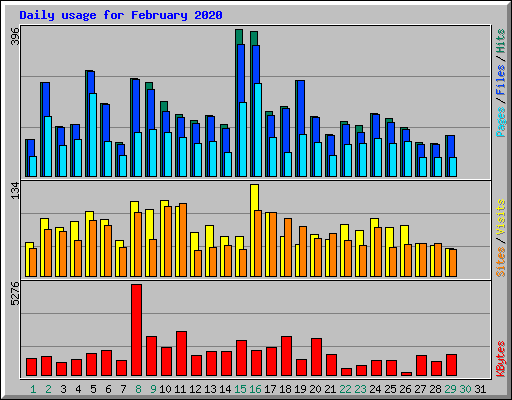 Daily usage for February 2020
396
Pages / Files / Hits
134
Sites / Visits
5276
KBytes
1 2 3 4 5 6 7 8 9 10 11 12 13 14 15 16 17 18 19 20 21 22 23 24 25 26 27 28 29 30 31